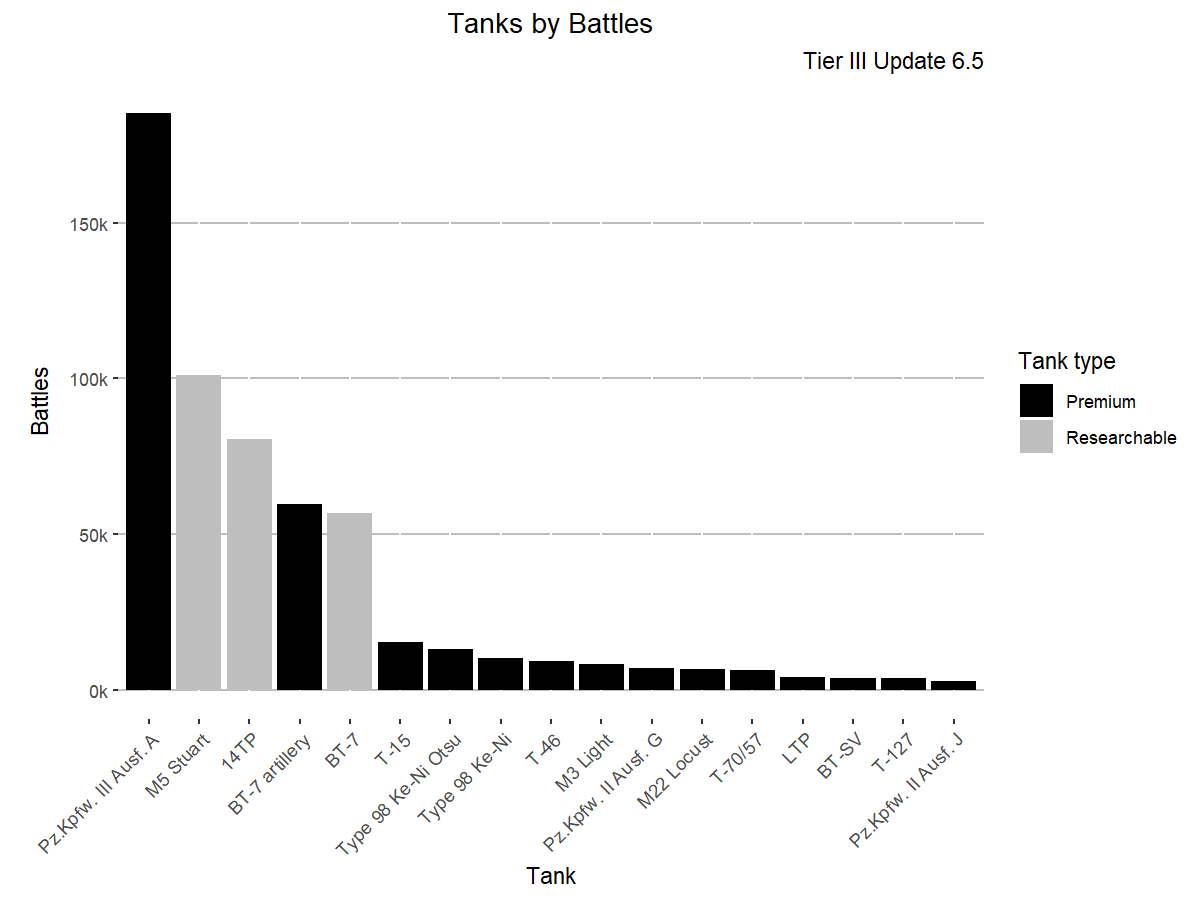 Tanks by Battles
Tier III Update 6.5
150k
100k
50k
0k
Battles
Pz.Kpfw. III Ausf. A
M5 Stuart
14TP
BT-7 artillery
BT-7
T-15
Type 98 Ke-Ni Otsu
Type 98 Ke-Ni
T-46
M3 Light
Pz.Kpfw. II Ausf. G
M22 Locust
T-70/57
LTP
BT-SV
T-127
Pz.Kpfw. II Ausf. J
Tank
Tank type
Premium
Researchable